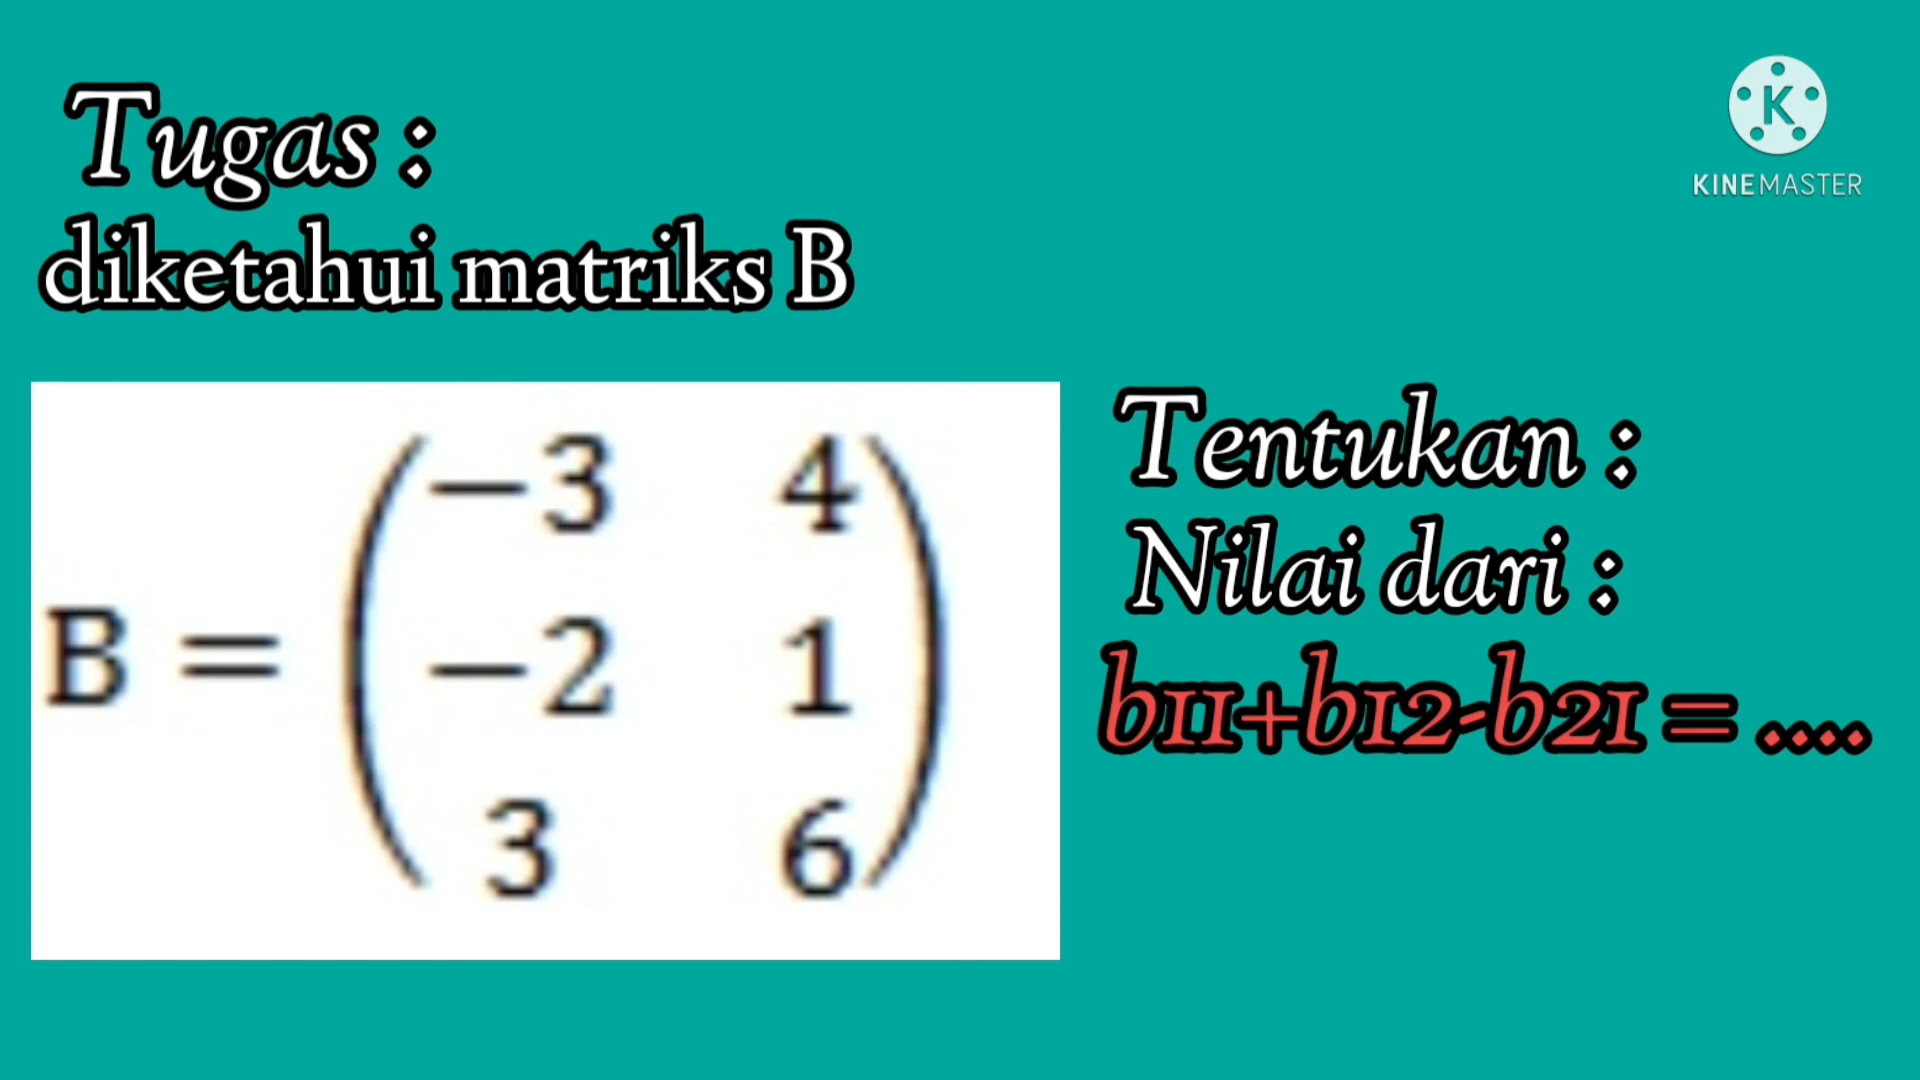 Tugas :
diketahui matriks B
KINEMASTER
B = (−3 4
−2 1
3 6)
Tentukan :
Nilai dari :
b11+b12-b21 = ....